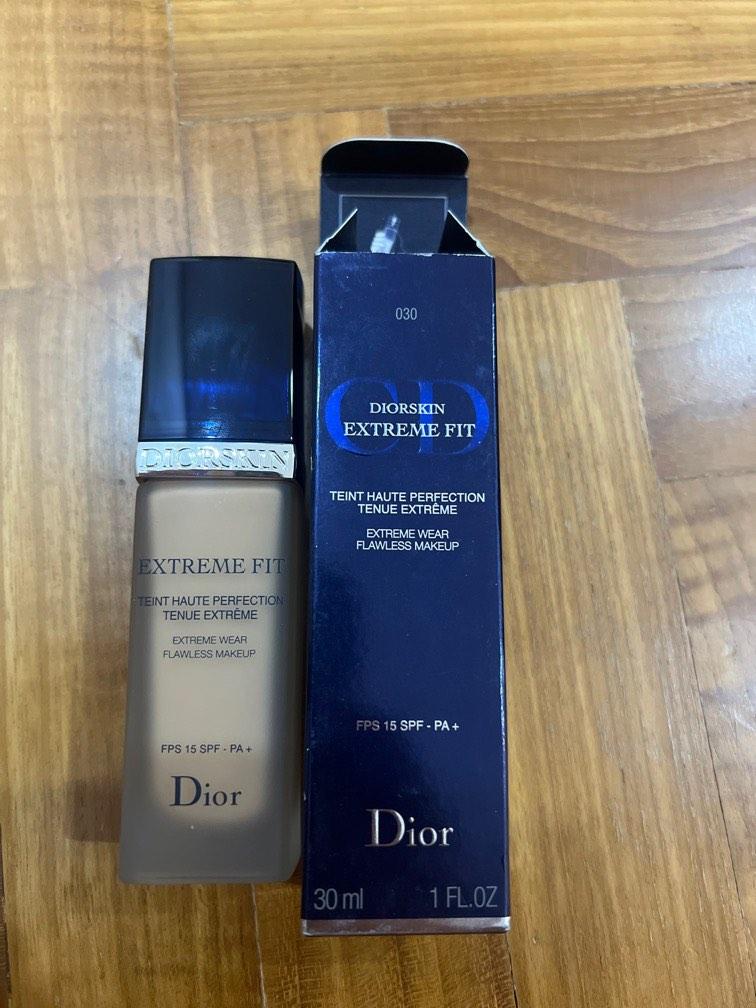 DIORSKIN
EXTREME FIT
TEINT HAUTE PERFECTION
TENUE EXTRÊME
EXTREME WEAR
FLAWLESS MAKEUP
FPS 15 SPF - PA +
Dior
030
CD
DIORSKIN
EXTREME FIT
TEINT HAUTE PERFECTION
TENUE EXTRÊME
EXTREME WEAR
FLAWLESS MAKEUP
FPS 15 SPF - PA +
Dior
30 ml 1 FL.OZ